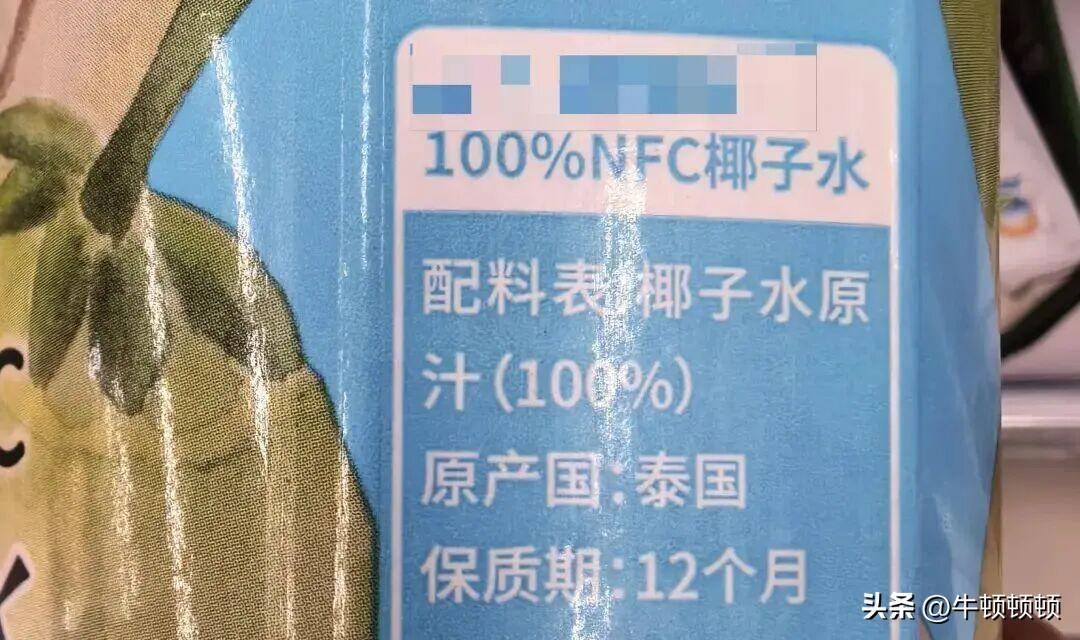 100%NFC椰子水
配料表:椰子水原
汁(100%)
原产国:泰国
保质期:12个月
头条 @牛顿顿顿